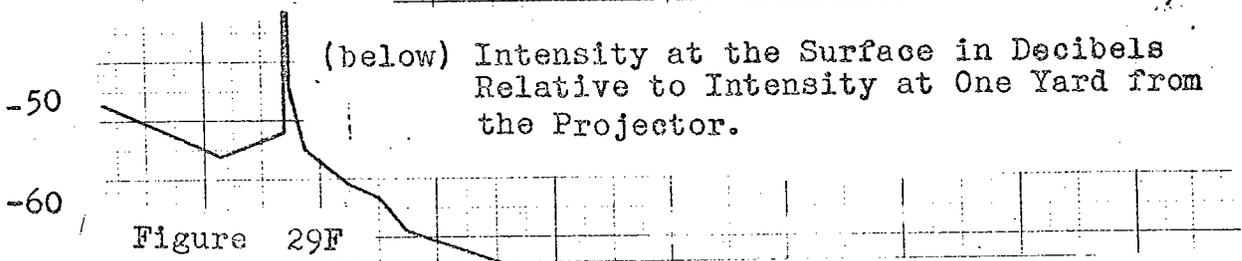 (below) Intensity at the Surface in Decibels
Relative to Intensity at One Yard from
the Projector.
-50
-60
Figure 29F